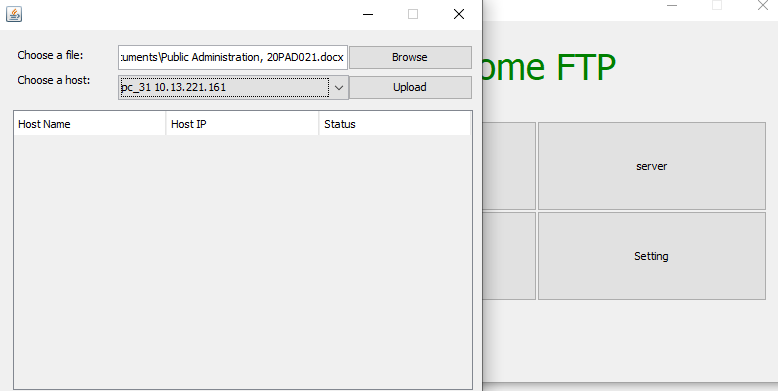 Choose a file:
:uments\Public Administration, 20PAD021.docx
Browse
Choose a host:
pc_31 10.13.221.161
Upload
Host Name
Host IP
Status
ome FTP
server
Setting